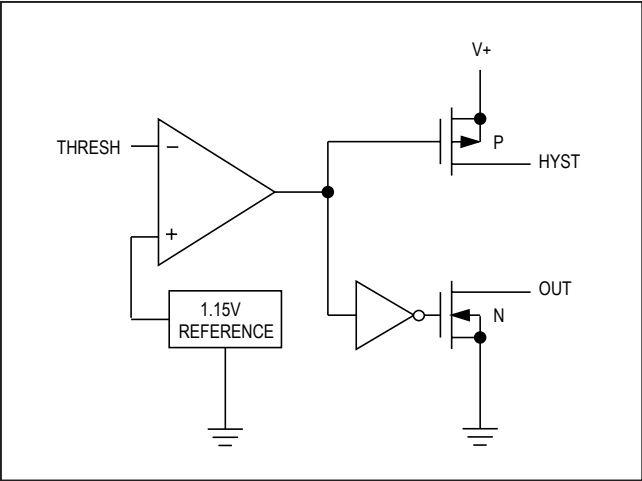 V+
THRESH
−
P
HYST
+
1.15V
REFERENCE
OUT
N